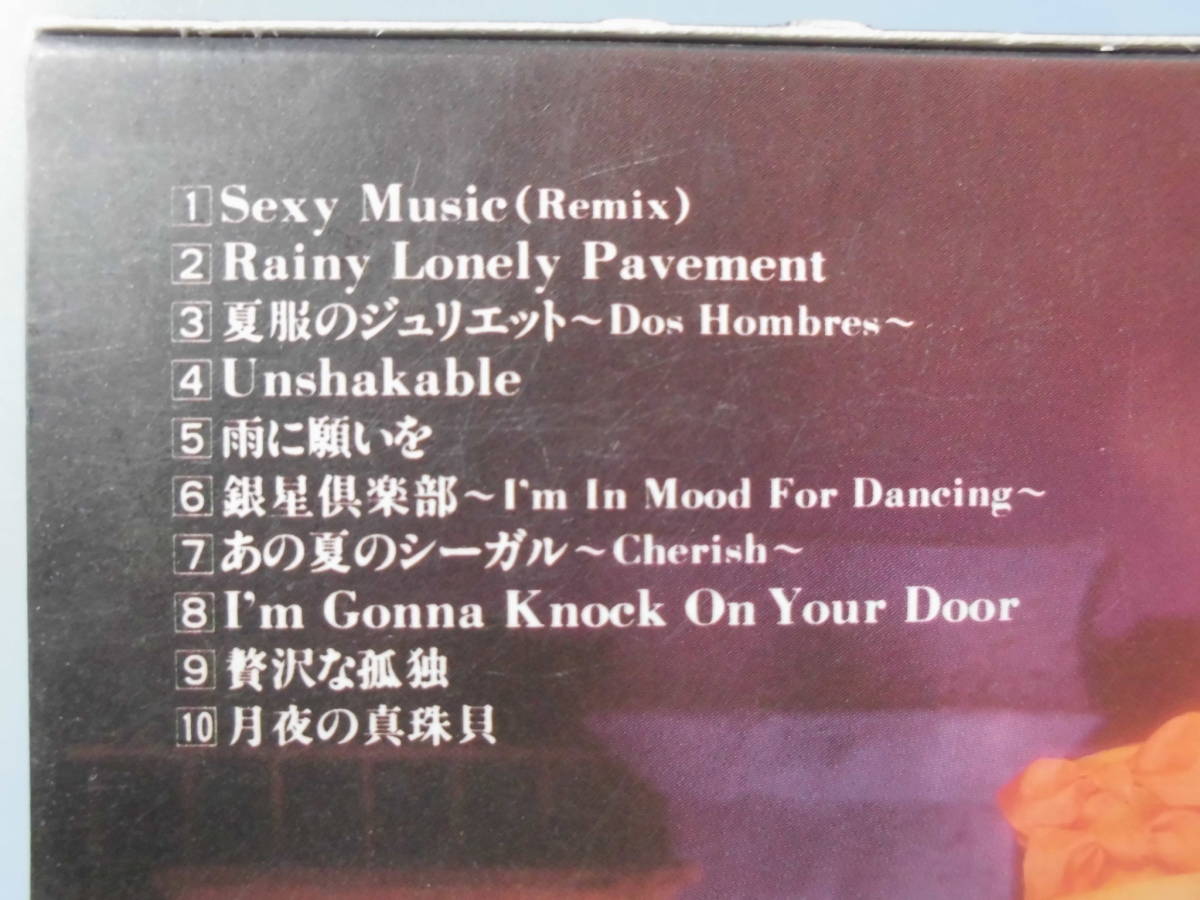 1 Sexy Music(Remix)
2 Rainy Lonely Pavement
3 夏服のジュリエット～Dos Hombres～
4 Unshakable
5 雨に願いを
6 銀星倶楽部～I'm In Mood For Dancing～
7 あの夏のシーガル～Cherish～
8 I'm Gonna Knock On Your Door
9 贅沢な孤独
10 月夜の真珠貝